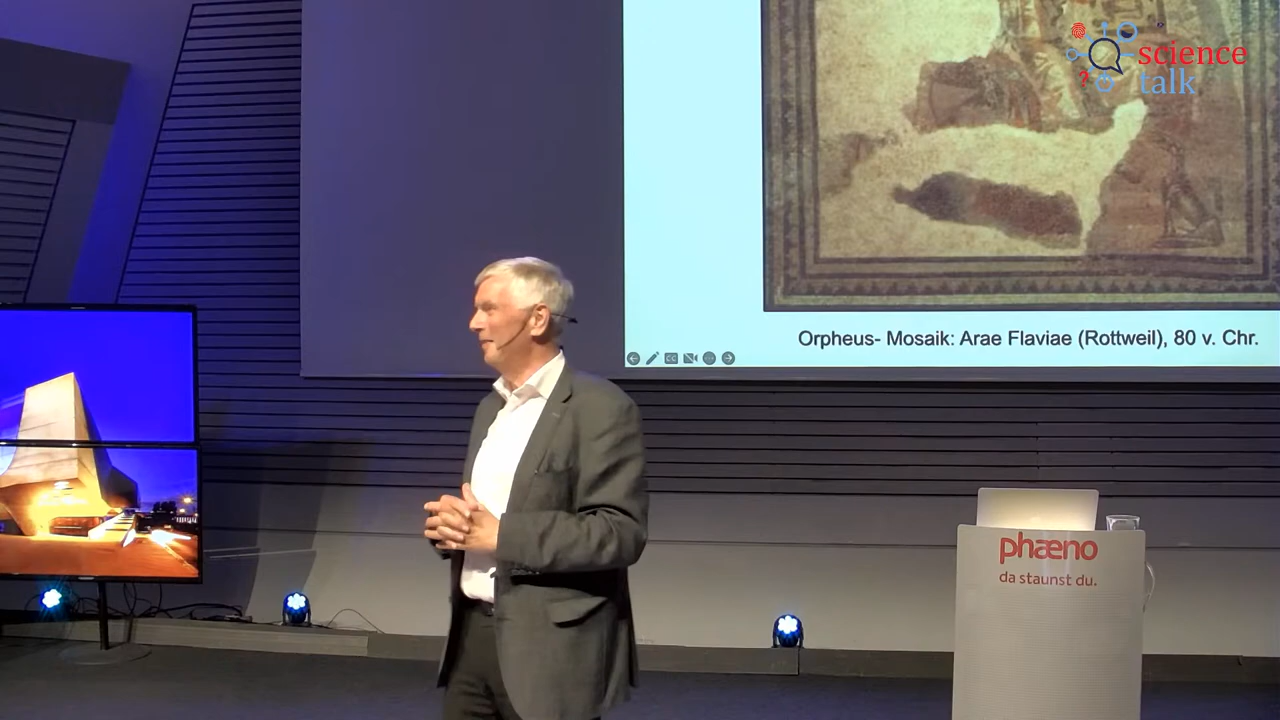 science
talk
Orpheus- Mosaik: Arae Flaviae (Rottweil), 80 v. Chr.
phæno
da staunst du.